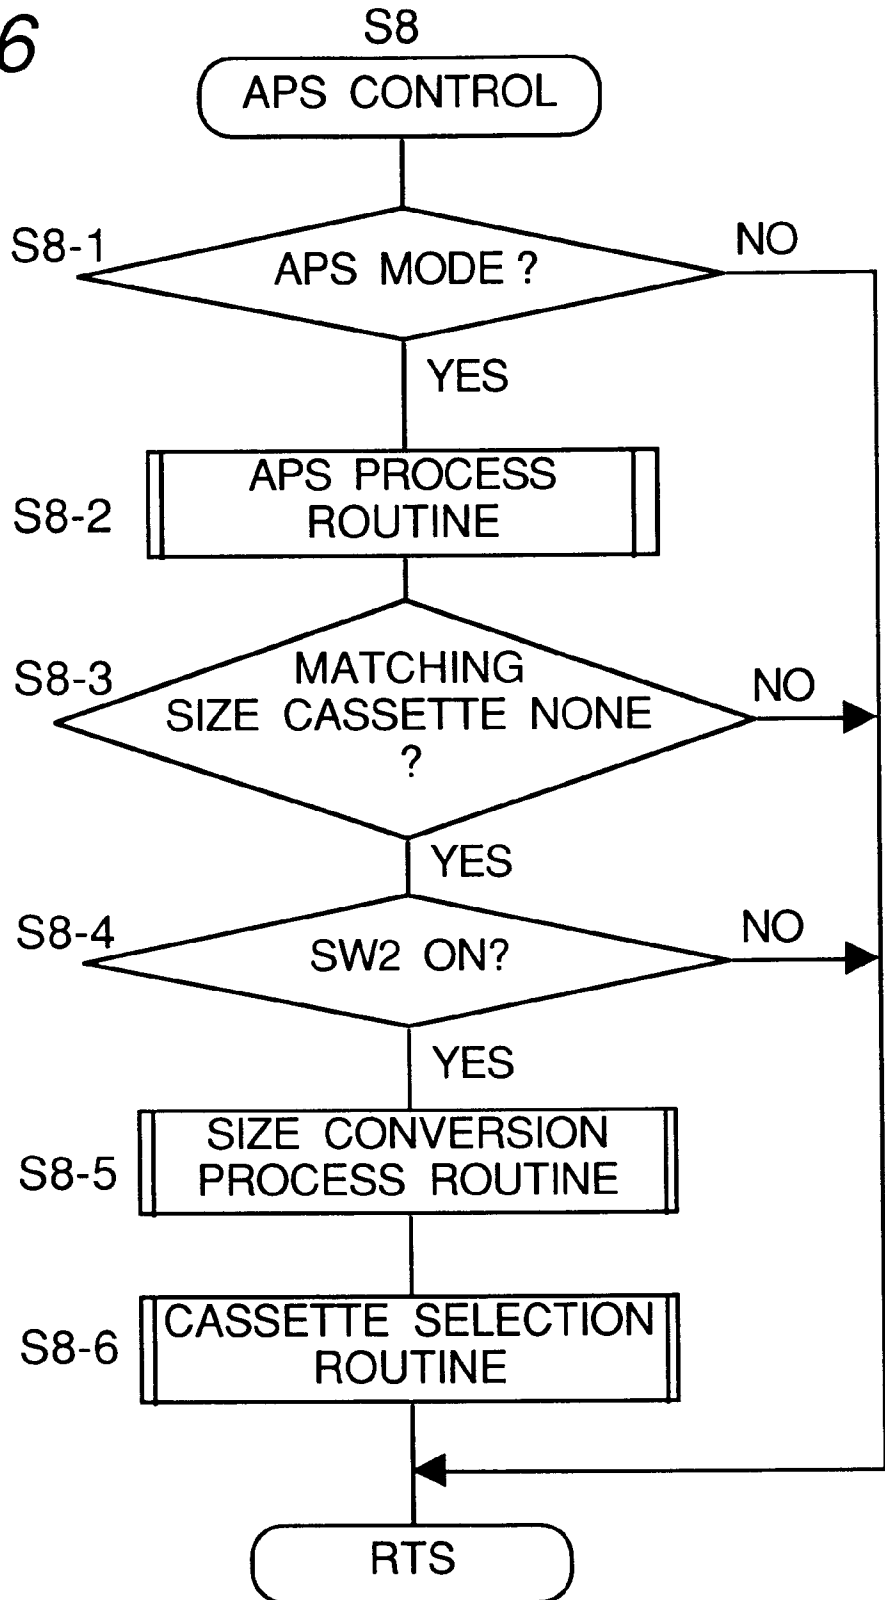 6
S8
APS CONTROL
S8-1
APS MODE ?
NO
YES
S8-2
APS PROCESS
ROUTINE
S8-3
MATCHING
SIZE CASSETTE NONE
?
NO
YES
S8-4
SW2 ON?
NO
YES
S8-5
SIZE CONVERSION
PROCESS ROUTINE
S8-6
CASSETTE SELECTION
ROUTINE
RTS